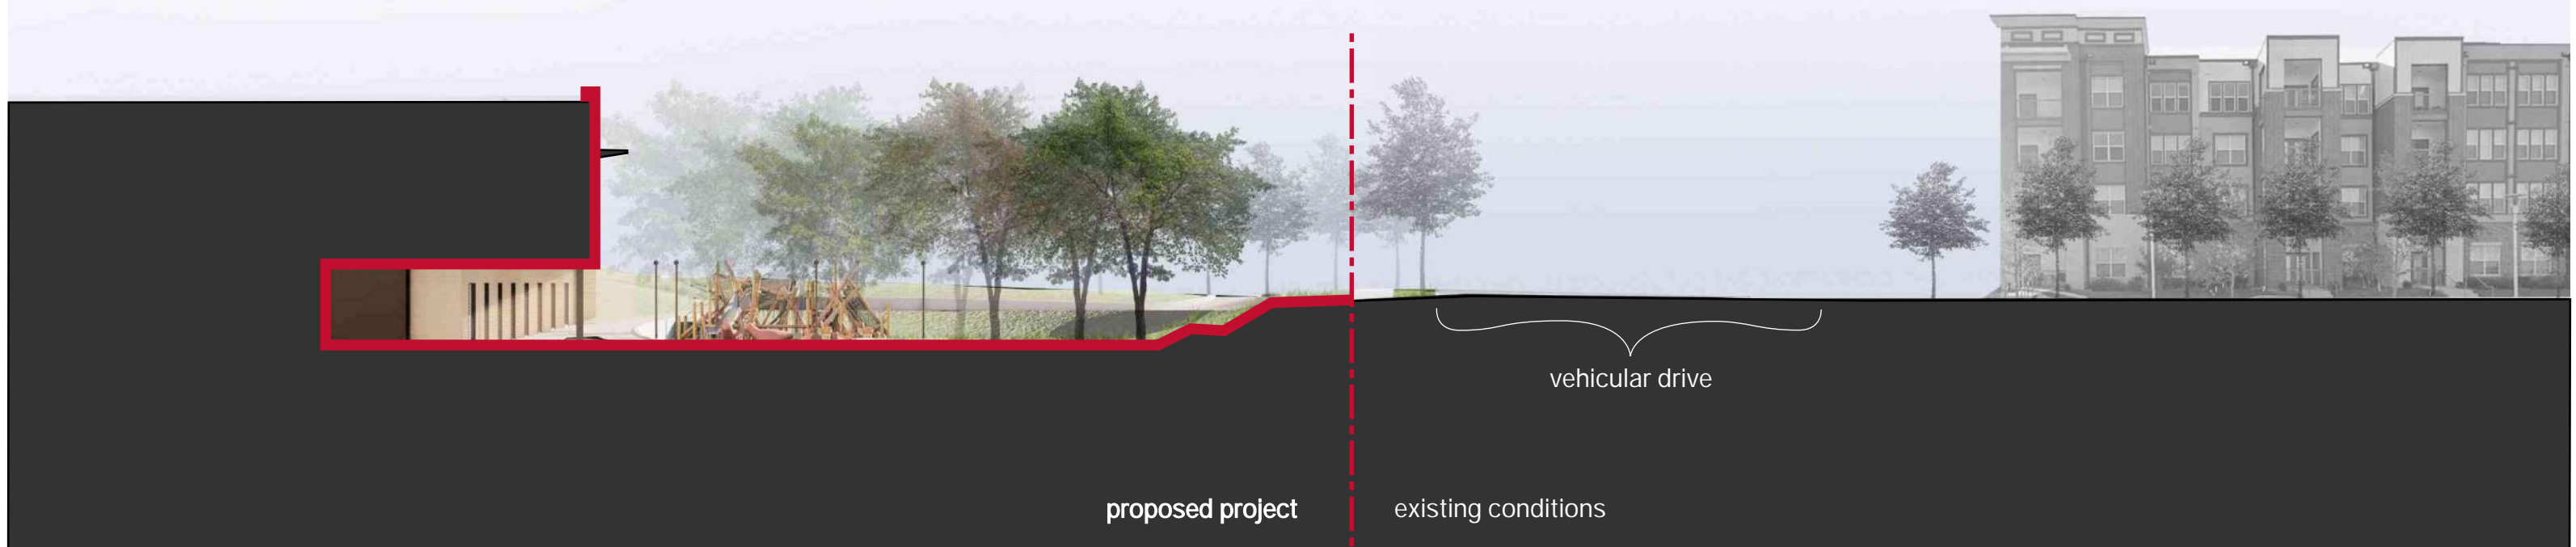 vehicular drive
proposed project
existing conditions